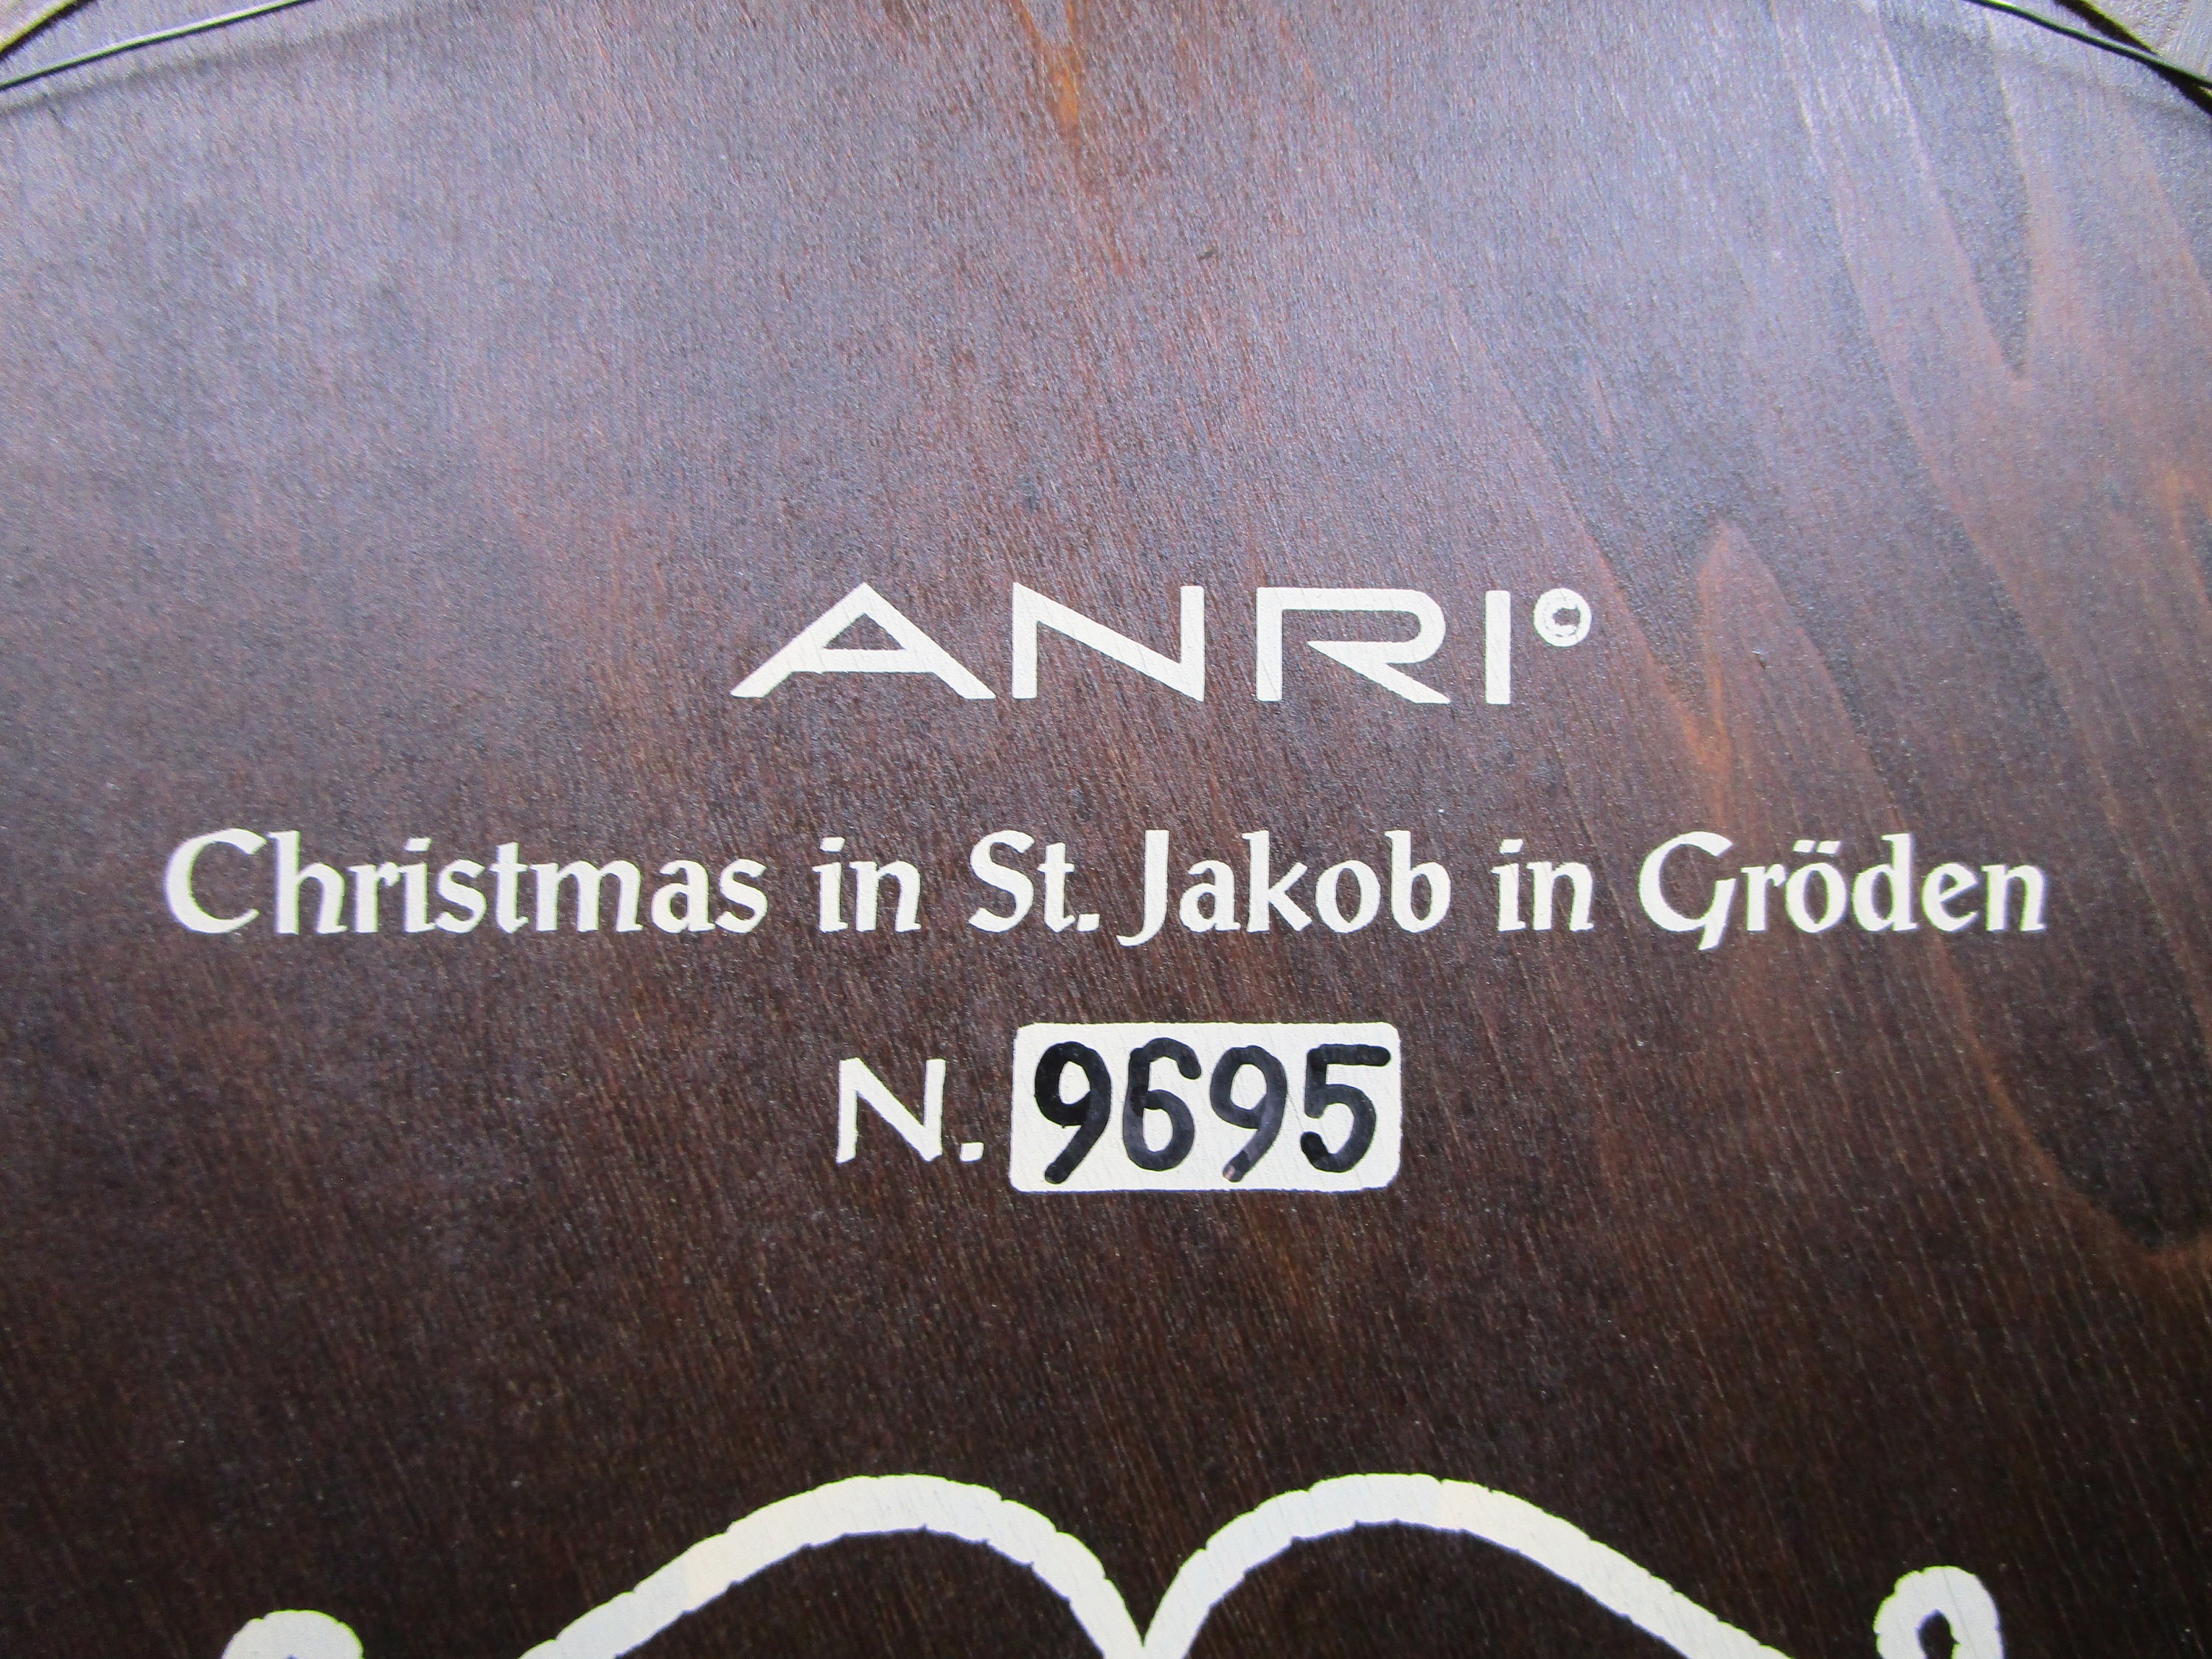 ANRI©
Christmas in St. Jakob in Gröden
N. 9695